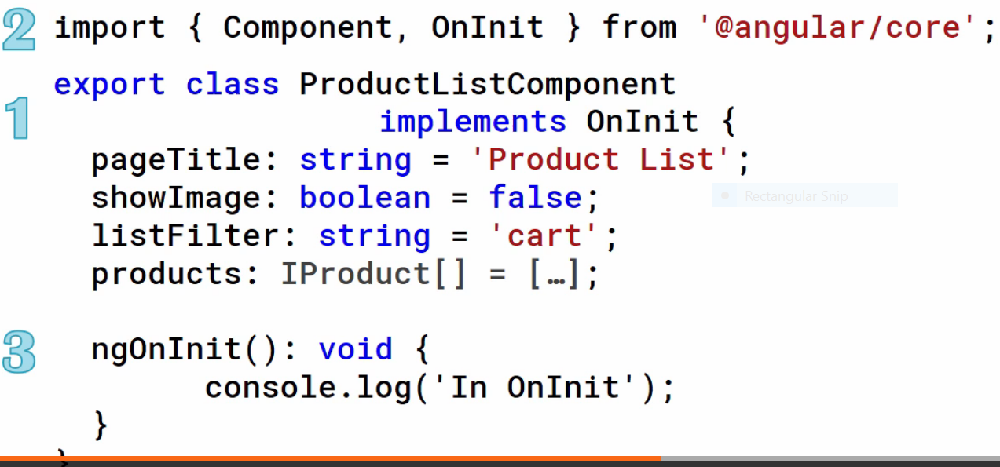 2 import { Component, OnInit } from '@angular/core';
export class ProductListComponent
1 implements OnInit {
pageTitle: string = 'Product List';
showImage: boolean = false;
Rectangular Snip
listFilter: string = 'cart';
products: IProduct[] = […];
3 ngOnInit(): void {
console.log('In OnInit');
}
}